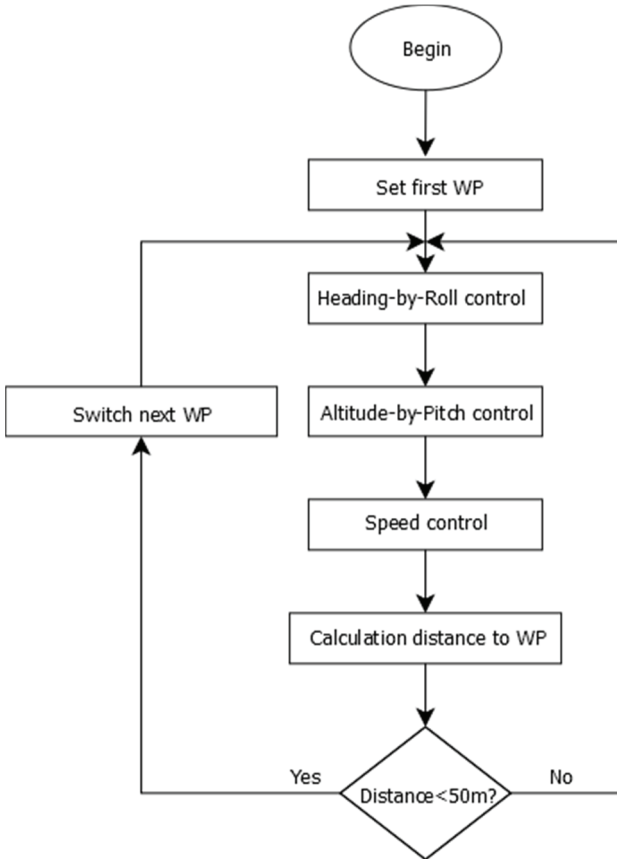 Begin
Set first WP
Heading-by-Roll control
Switch next WP
Altitude-by-Pitch control
Speed control
Calculation distance to WP
Yes
No
Distance<50m?